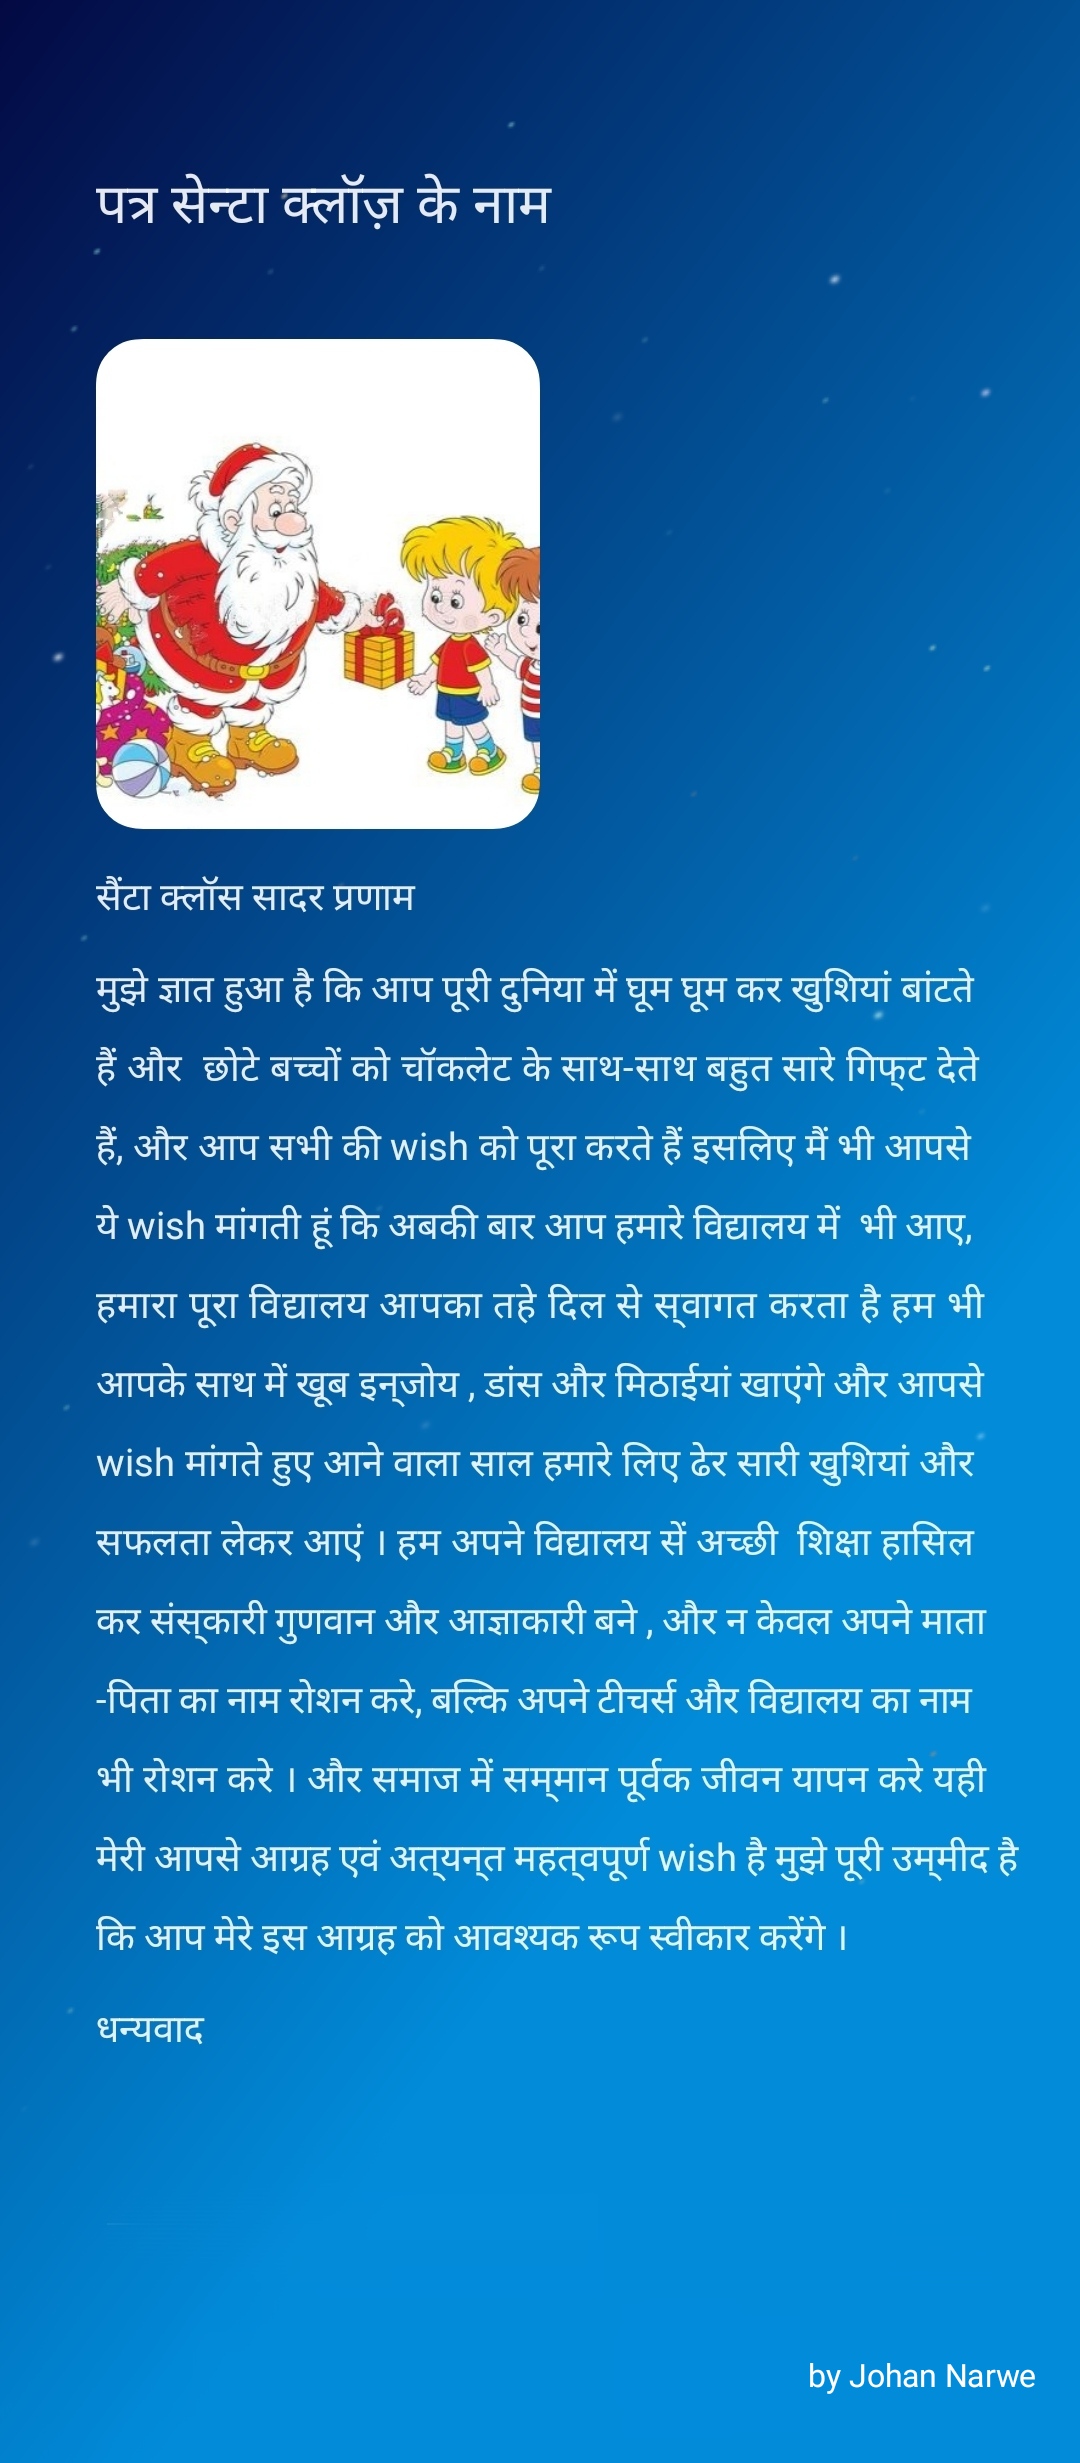 पत्र सेन्टा क्लॉज़ के नाम
सैंटा क्लॉस सादर प्रणाम
मुझे ज्ञात हुआ है कि आप पूरी दुनिया में घूम घूम कर खुशियां बांटते
हैं और  छोटे बच्चों को चॉकलेट के साथ-साथ बहुत सारे गिफ्ट देते
हैं, और आप सभी की wish को पूरा करते हैं इसलिए मैं भी आपसे
ये wish मांगती हूं कि अबकी बार आप हमारे विद्यालय में  भी आए,
हमारा पूरा विद्यालय आपका तहे दिल से स्वागत करता है हम भी
आपके साथ में खूब इन्जोय , डांस और मिठाईयां खाएंगे और आपसे
wish मांगते हुए आने वाला साल हमारे लिए ढेर सारी खुशियां और
सफलता लेकर आएं । हम अपने विद्यालय सें अच्छी  शिक्षा हासिल
कर संस्कारी गुणवान और आज्ञाकारी बने , और न केवल अपने माता
-पिता का नाम रोशन करे, बल्कि अपने टीचर्स और विद्यालय का नाम
भी रोशन करे । और समाज में सम्मान पूर्वक जीवन यापन करे यही
मेरी आपसे आग्रह एवं अत्यन्त महत्वपूर्ण wish है मुझे पूरी उम्मीद है
कि आप मेरे इस आग्रह को आवश्यक रूप स्वीकार करेंगे ।
धन्यवाद
by Johan Narwe